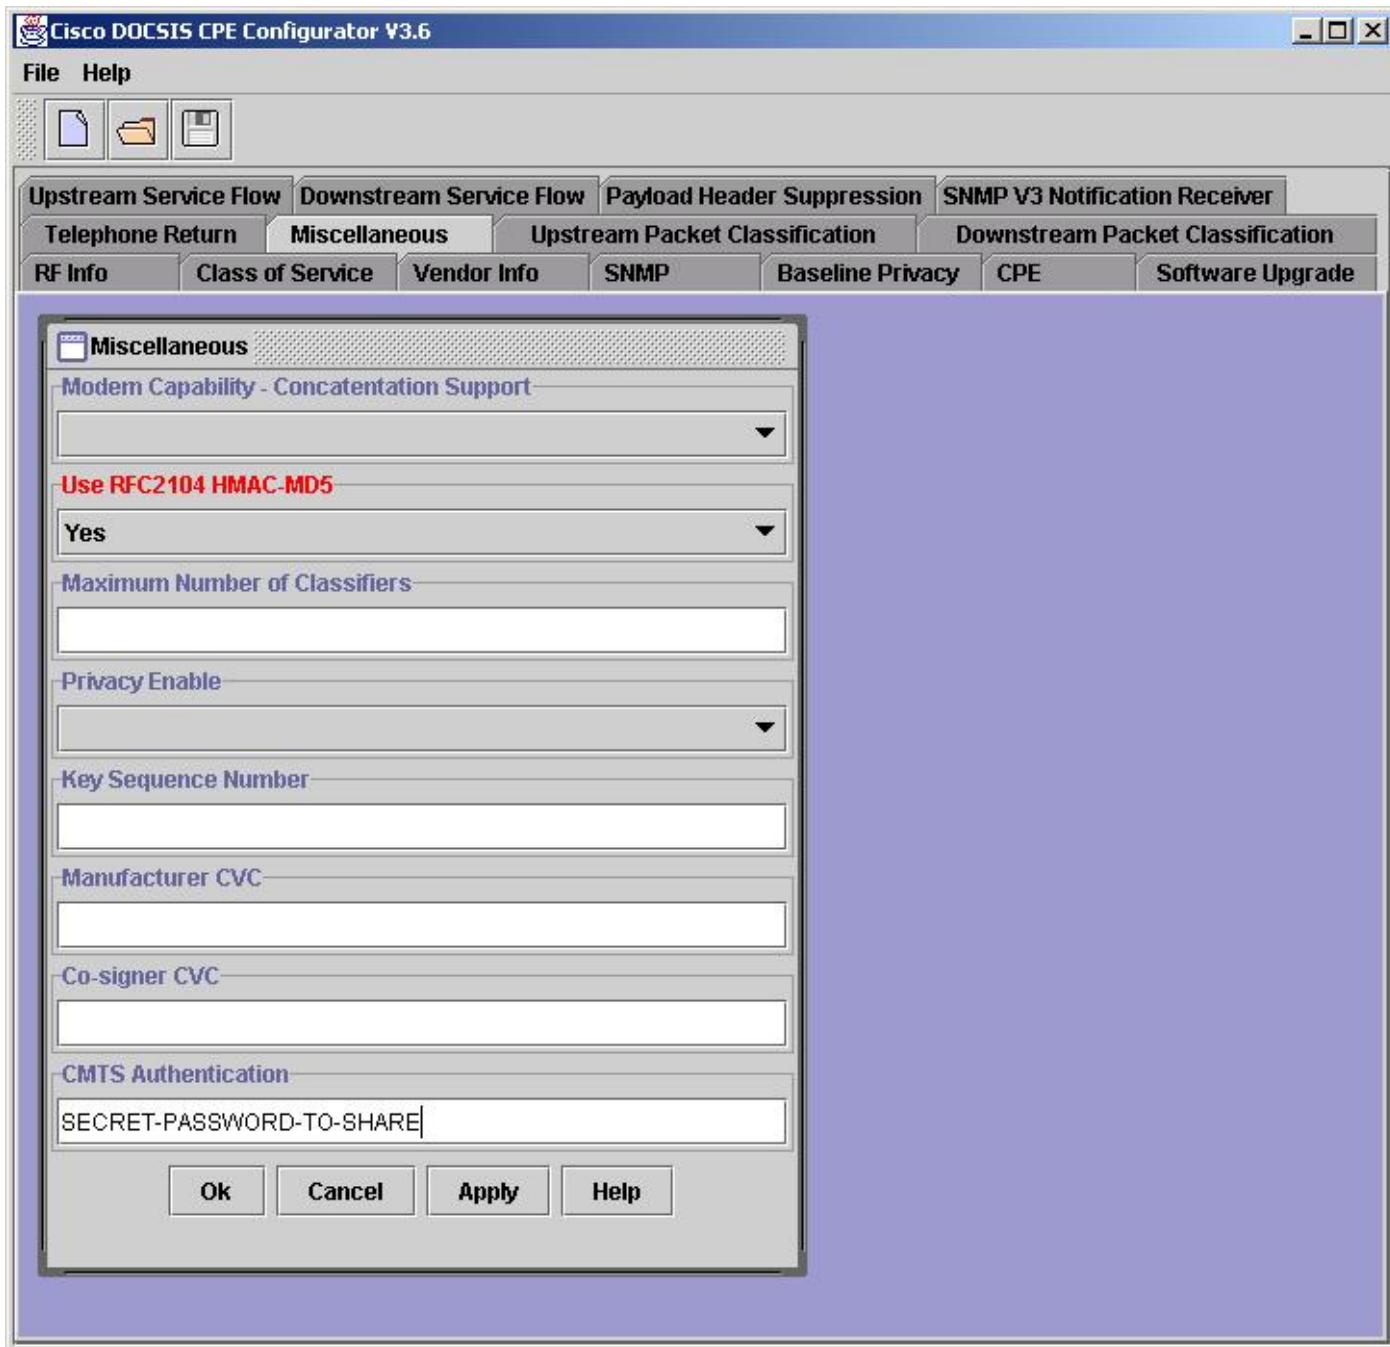 Cisco DOCSIS CPE Configurator V3.6
File Help
Upstream Service Flow Downstream Service Flow Payload Header Suppression SNMP V3 Notification Receiver
Telephone Return Miscellaneous Upstream Packet Classification Downstream Packet Classification
RF Info Class of Service Vendor Info SNMP Baseline Privacy CPE Software Upgrade
Miscellaneous
Modem Capability - Concatentation Support
Use RFC2104 HMAC-MD5
Yes
Maximum Number of Classifiers
Privacy Enable
Key Sequence Number
Manufacturer CVC
Co-signer CVC
CMTS Authentication
SECRET-PASSWORD-TO-SHARE
Ok Cancel Apply Help